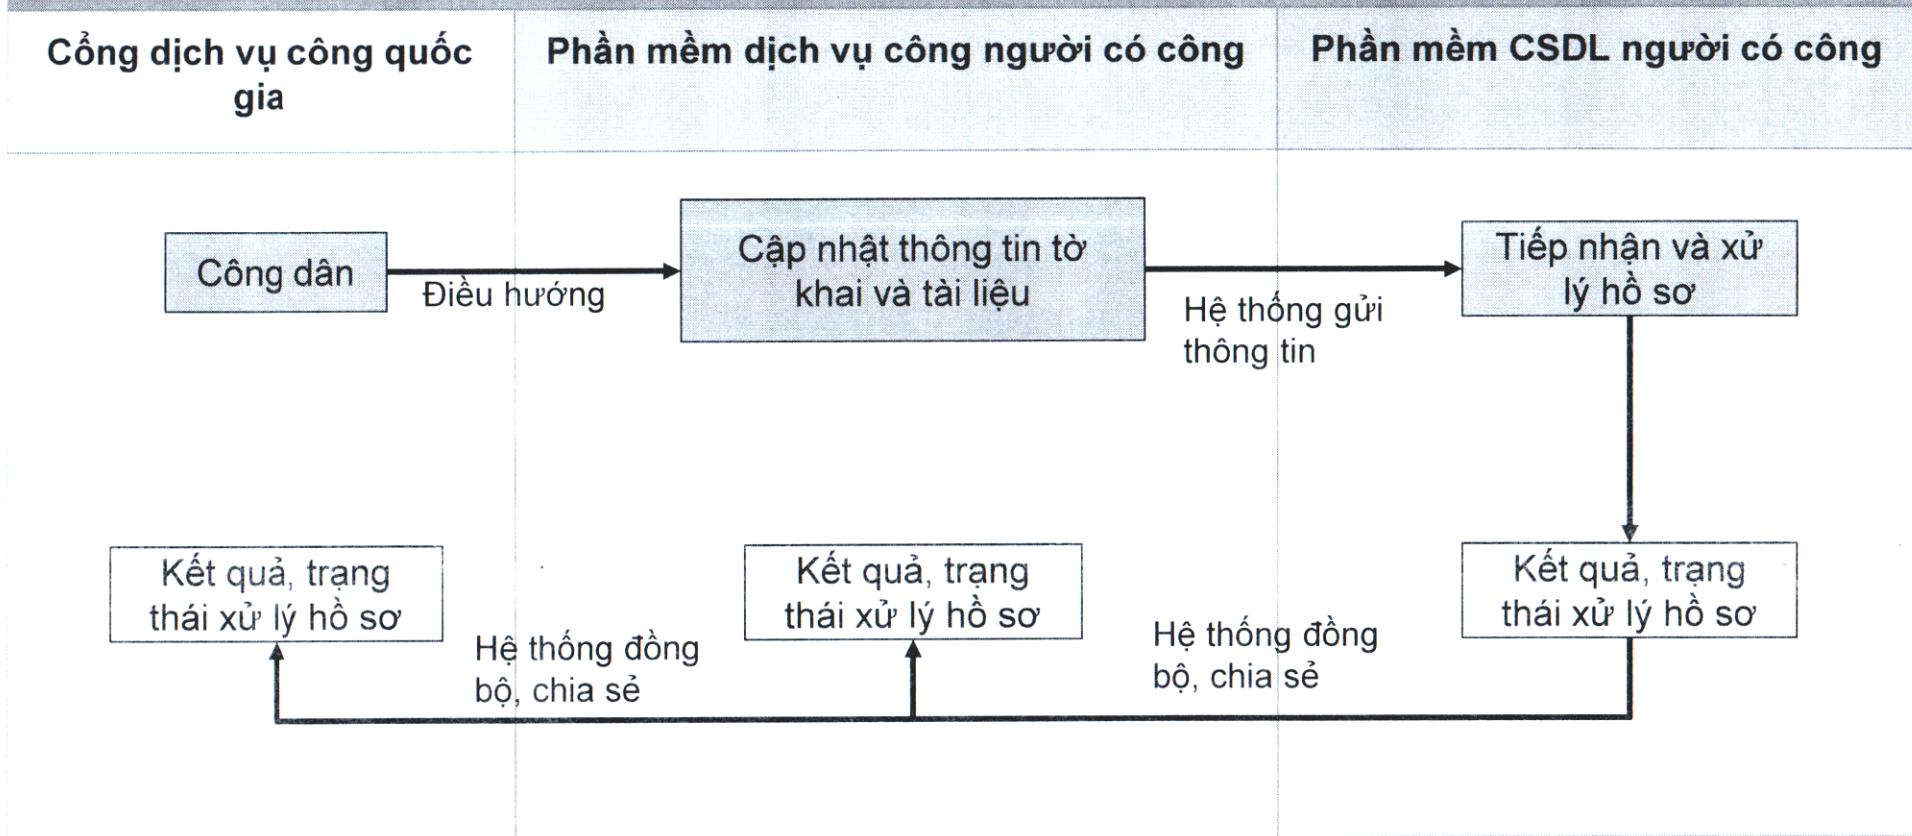 Cổng dịch vụ công quốc
gia
Phần mềm dịch vụ công người có công
Phần mềm CSDL người có công
Công dân
Điều hướng
Cập nhật thông tin tờ
khai và tài liệu
Hệ thống gửi
thông tin
Tiếp nhận và xử
lý hồ sơ
Kết quả, trạng
thái xử lý hồ sơ
Hệ thống đồng
bộ, chia sẻ
Kết quả, trạng
thái xử lý hồ sơ
Hệ thống đồng
bộ, chia sẻ
Kết quả, trạng
thái xử lý hồ sơ